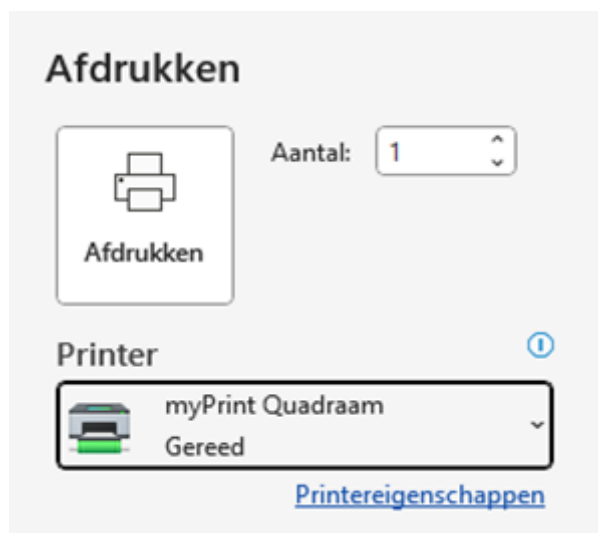 Afdrukken
Aantal: 1
Afdrukken
Printer
myPrint Quadraam
Gereed
Printereigenschappen